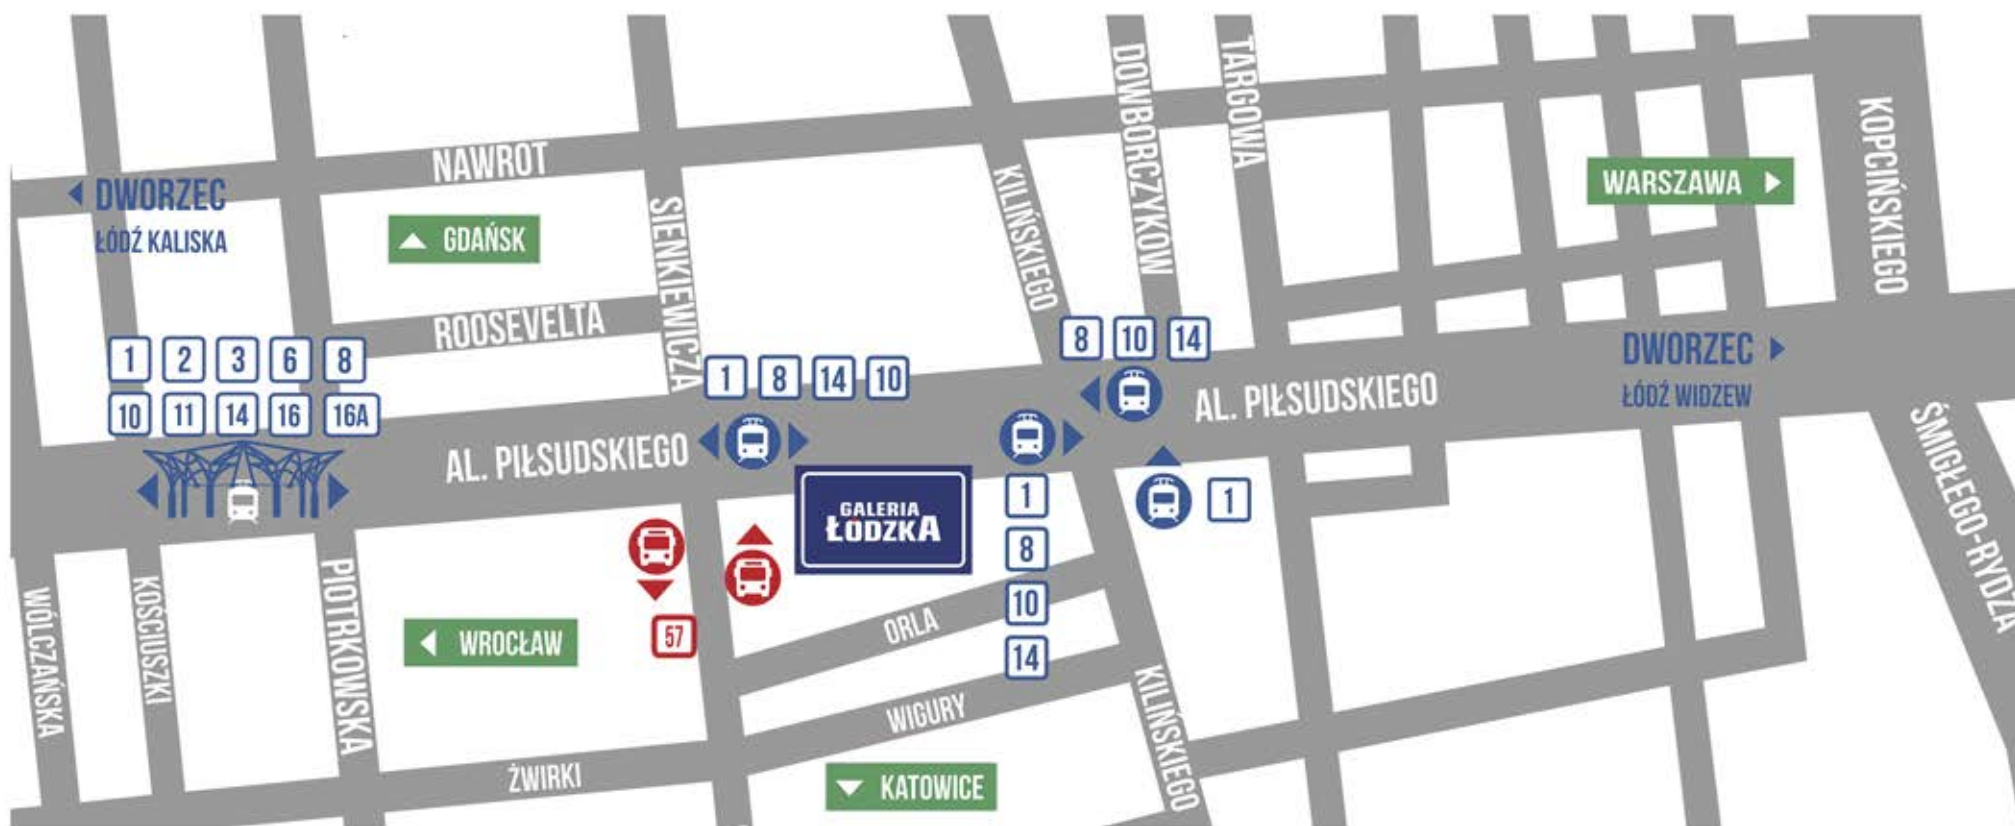 NAWROT
DWORZEC
ŁÓDŹ KALISKA
GDAŃSK
ROOSEVELTA
SIENKIEWICZA
KILIŃSKIEGO
DOWBORCZYKOW
TARGOWA
WARSZAWA
KOPCIŃSKIEGO
1 2 3 6 8
10 11 14 16 16A
1 8 14 10
8 10 14
AL. PIŁSUDSKIEGO
AL. PIŁSUDSKIEGO
DWORZEC
ŁÓDŹ WIDZEW
ŚMIGŁEGO-RYDZA
GALERIA
ŁÓDZKA
1
8
10
14
1
57
WÓLCZAŃSKA
KOSCIUSZKI
PIOTRKOWSKA
WROCŁAW
ORLA
WIGURY
ŻWIRKI
KATOWICE
KILIŃSKIEGO